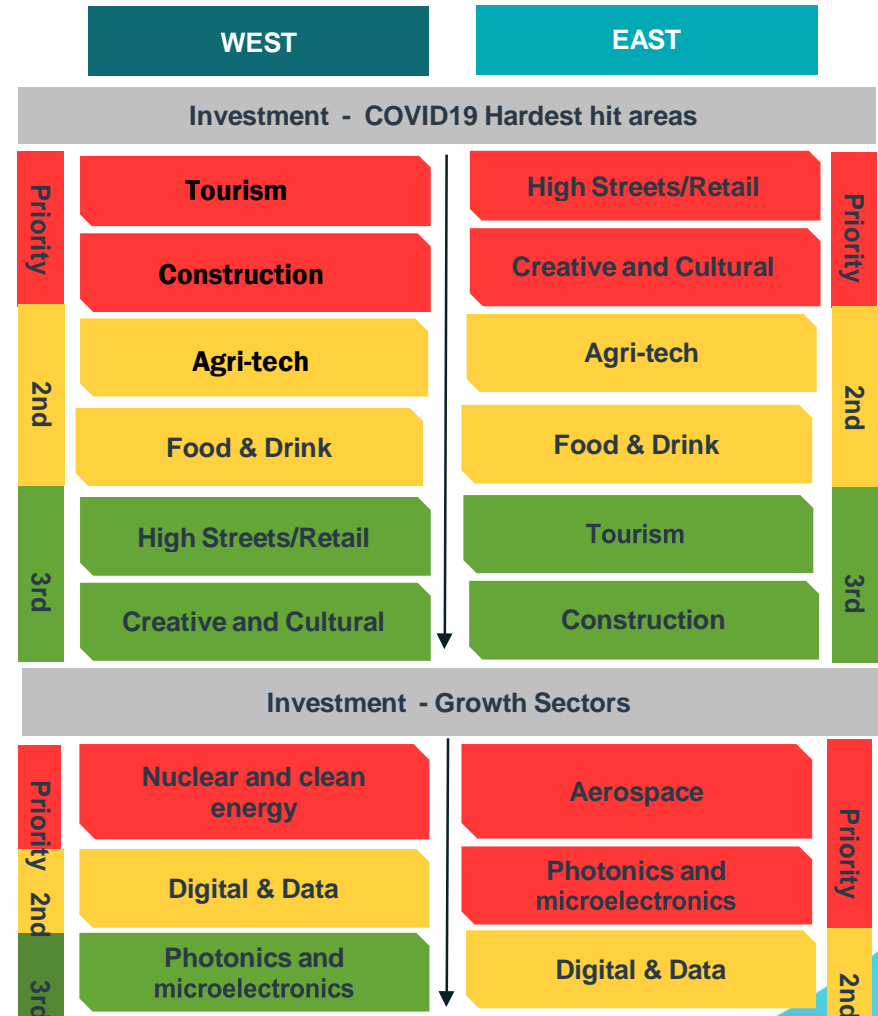 WEST
EAST
Investment - COVID19 Hardest hit areas
Priority
Tourism
High Streets/Retail
Priority
Construction
Creative and Cultural
2nd
Agri-tech
Agri-tech
2nd
Food & Drink
Food & Drink
3rd
High Streets/Retail
Tourism
3rd
Creative and Cultural
Construction
Investment - Growth Sectors
Priority
Nuclear and clean
energy
Aerospace
Priority
2nd
Digital & Data
Photonics and
microelectronics
3rd
Photonics and
microelectronics
Digital & Data
2nd